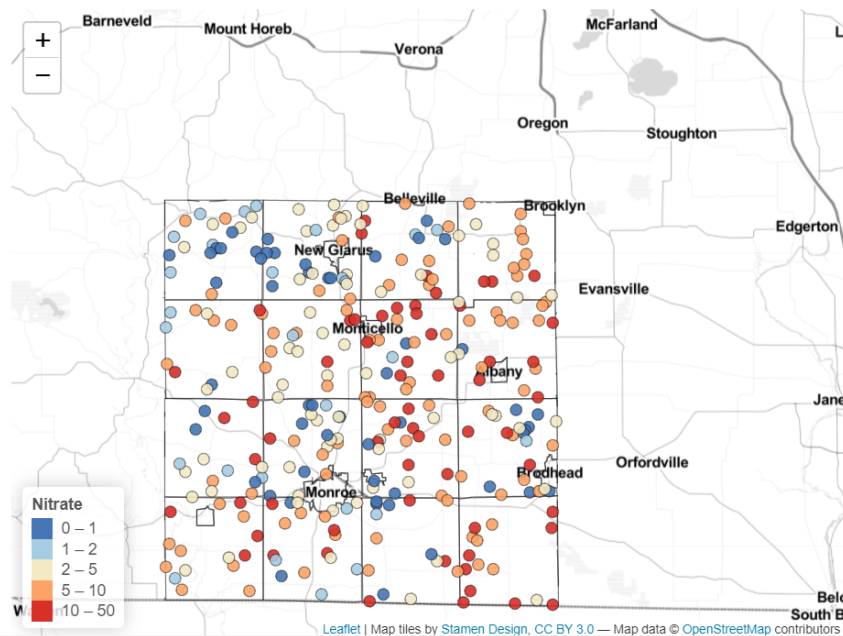 Barneveld
Mount Horeb
McFarland
+
Verona
−
Oregon
Stoughton
Belleville
Brooklyn
Edgerton
New Glarus
Evansville
Monticello
Albany
Jane
Orfordville
Brodhead
Monroe
Nitrate
0 – 1
1 – 2
2 – 5
5 – 10
10 – 50
Belo
South B
Leaflet | Map tiles by Stamen Design, CC BY 3.0 — Map data © OpenStreetMap contributors